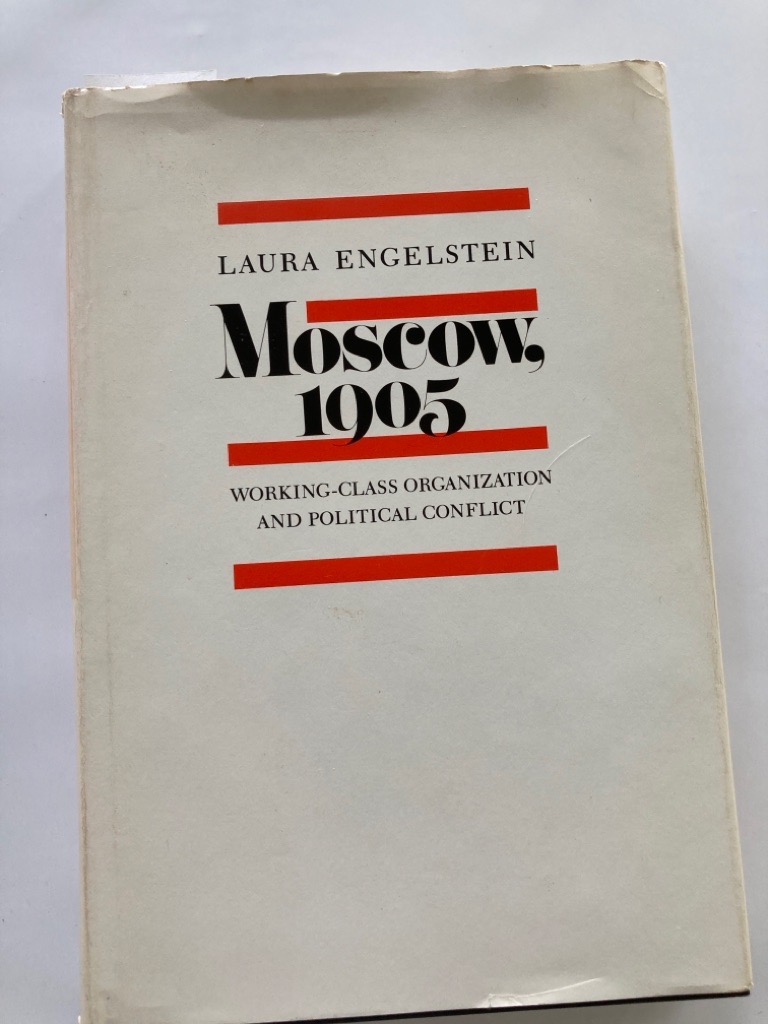 LAURA ENGELSTEIN
Moscow,
1905
WORKING-CLASS ORGANIZATION
AND POLITICAL CONFLICT